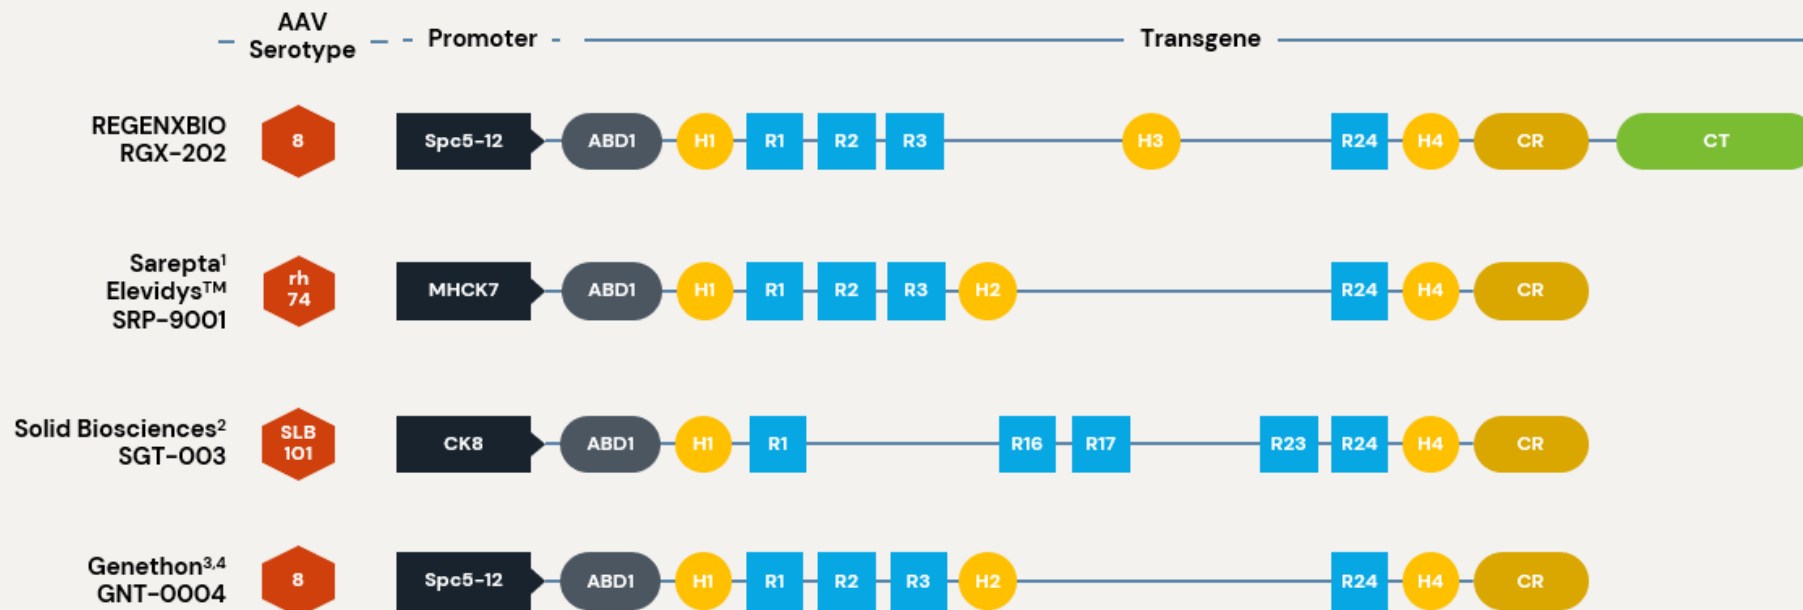 AAV
Serotype
Promoter
Transgene
REGENXBIO
RGX-202
8
Spc5-12 ABD1 H1 R1 R2 R3 H3 R24 H4 CR CT
Sarepta¹
Elevidys™
SRP-9001
rh
74
MHCK7 ABD1 H1 R1 R2 R3 H2 R24 H4 CR
Solid Biosciences²
SGT-003
SLB
101
CK8 ABD1 H1 R1 R16 R17 R23 R24 H4 CR
Genethon³,⁴
GNT-0004
8
Spc5-12 ABD1 H1 R1 R2 R3 H2 R24 H4 CR